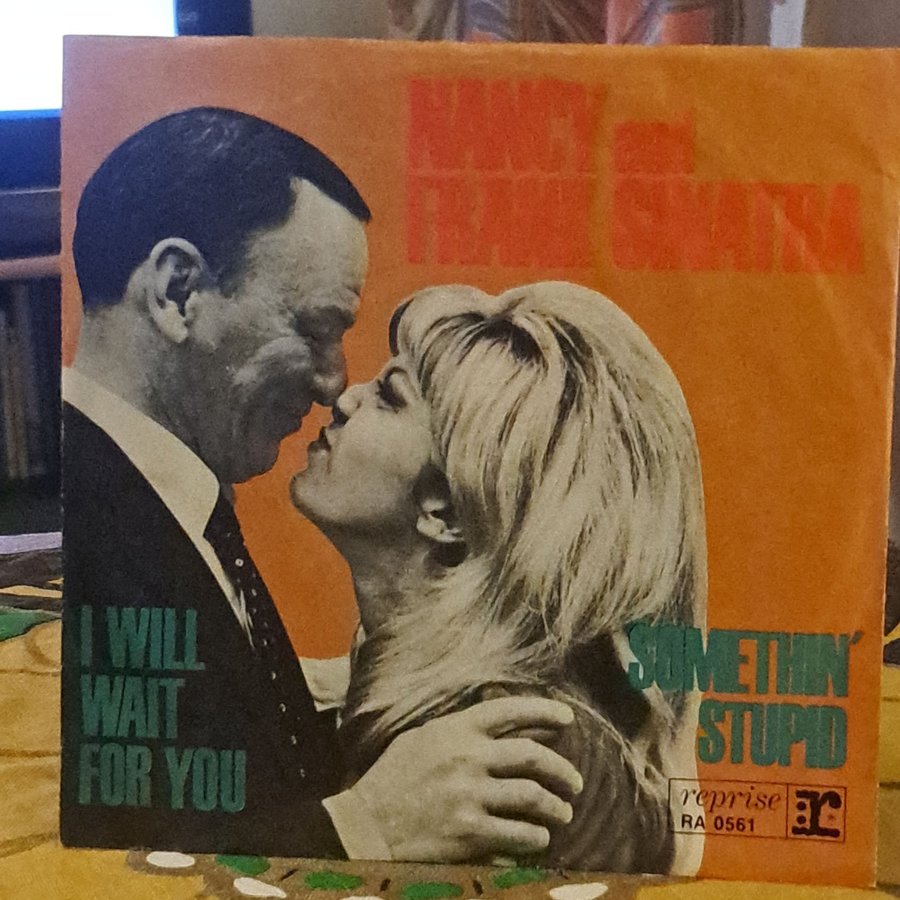 NANCY and
FRANK SINATRA
I WILL
WAIT
FOR YOU
SOMETHIN'
STUPID
reprise
RA 0561
r